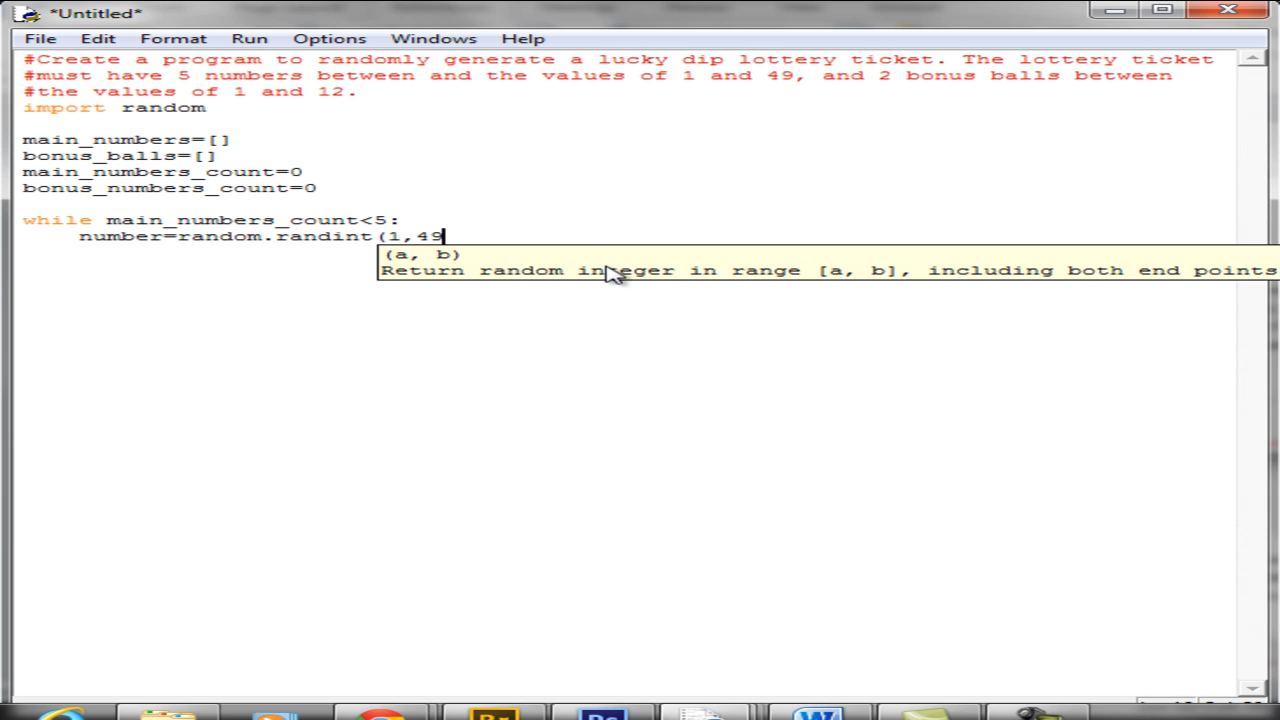 *Untitled*
File Edit Format Run Options Windows Help
#Create a program to randomly generate a lucky dip lottery ticket. The lottery ticket
#must have 5 numbers between and the values of 1 and 49, and 2 bonus balls between
#the values of 1 and 12.
import random
main_numbers=[]
bonus_balls=[]
main_numbers_count=0
bonus_numbers_count=0
while main_numbers_count<5:
number=random.randint(1,49
(a, b)
Return random integer in range [a, b], including both end points